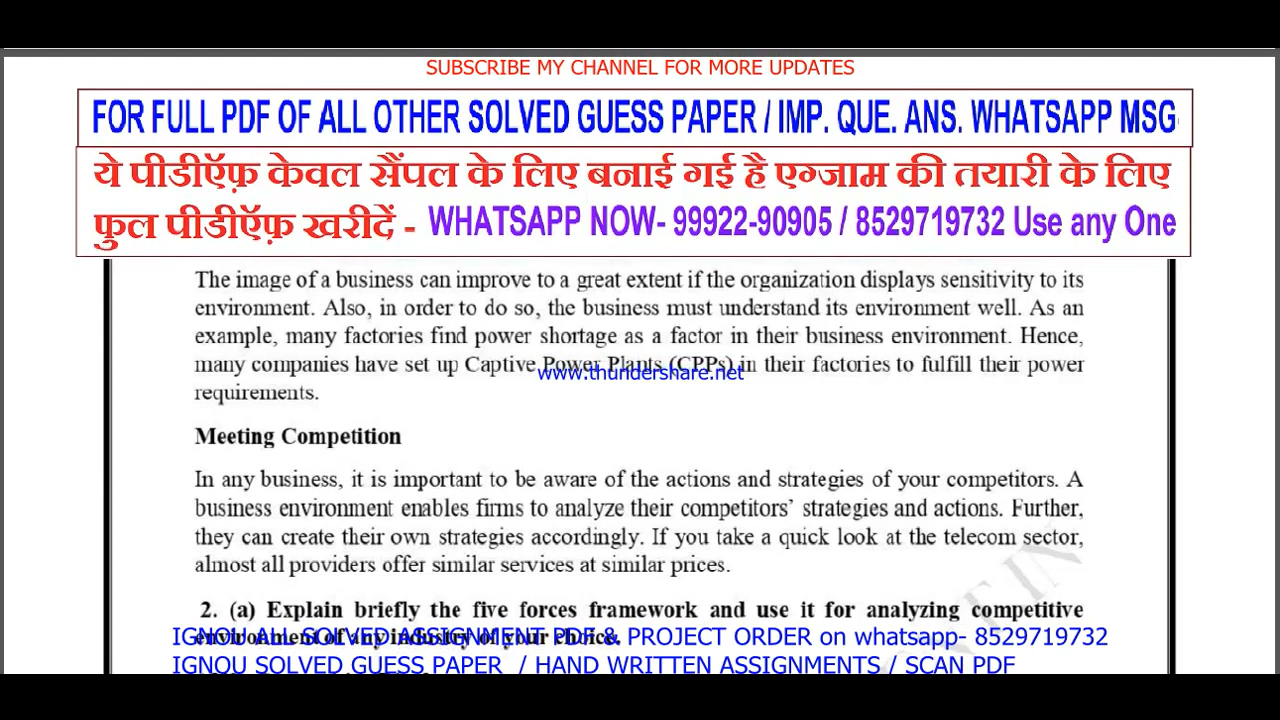 SUBSCRIBE MY CHANNEL FOR MORE UPDATES
FOR FULL PDF OF ALL OTHER SOLVED GUESS PAPER / IMP. QUE. ANS. WHATSAPP MSG
ये पीडीऍफ़ केवल सैंपल के लिए बनाई गई है एग्जाम की तयारी के लिए
फुल पीडीऍफ़ खरीदें - WHATSAPP NOW- 99922-90905 / 8529719732 Use any One
The image of a business can improve to a great extent if the organization displays sensitivity to its
environment. Also, in order to do so, the business must understand its environment well. As an
example, many factories find power shortage as a factor in their business environment. Hence,
many companies have set up Captive Power Plants (CPPs) in their factories to fulfill their power
www.thundershare.net
requirements.
Meeting Competition
In any business, it is important to be aware of the actions and strategies of your competitors. A
business environment enables firms to analyze their competitors' strategies and actions. Further,
they can create their own strategies accordingly. If you take a quick look at the telecom sector,
almost all providers offer similar services at similar prices.
2. (a) Explain briefly the five forces framework and use it for analyzing competitive
environment of any industry of your choice.
IGNOU ALL SOLVED ASSIGNMENT PDF & PROJECT ORDER on whatsapp- 8529719732
IGNOU SOLVED GUESS PAPER / HAND WRITTEN ASSIGNMENTS / SCAN PDF